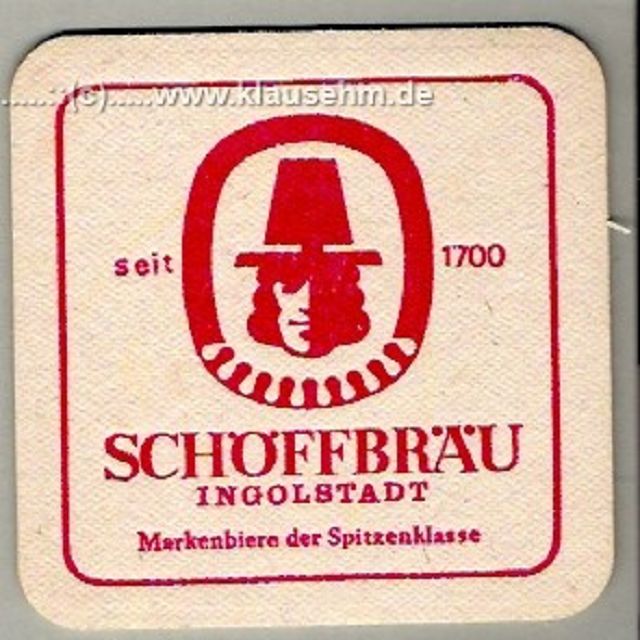 ......:(c).....www.klausehm.de
seit 1700
SCHÖFFBRÄU
INGOLSTADT
Markenbiere der Spitzenklasse